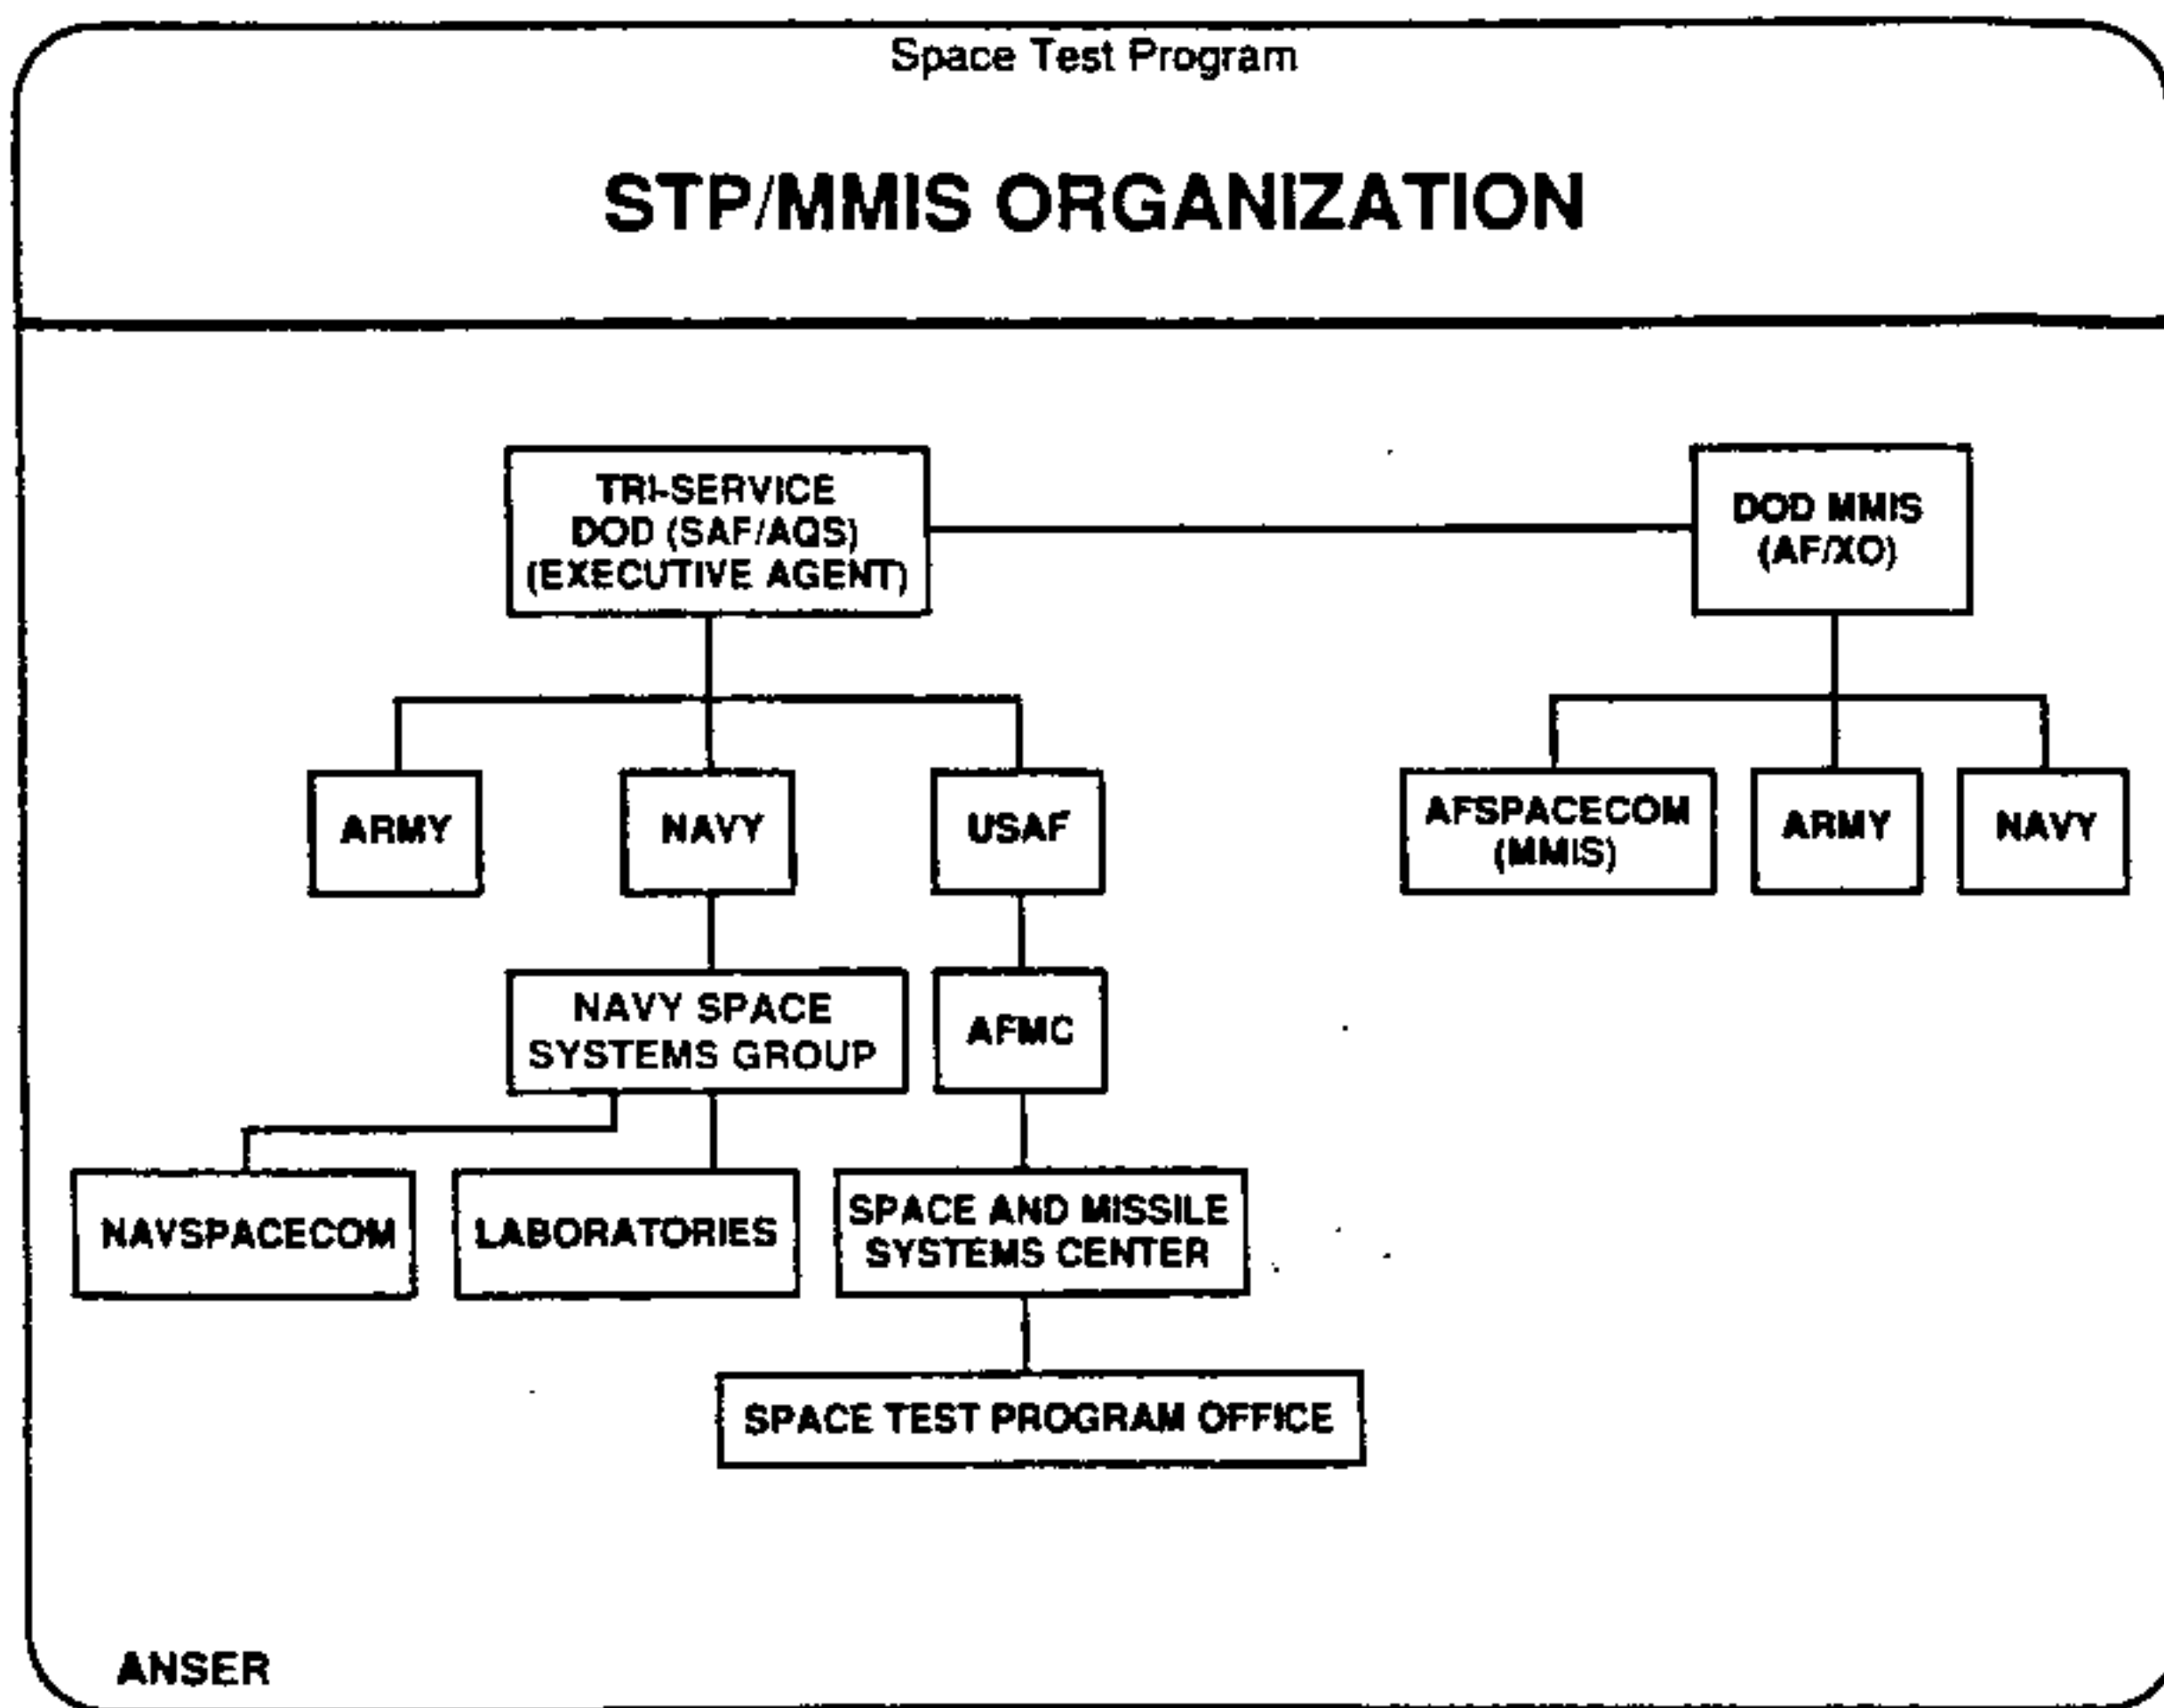 Space Test Program
STP/MMIS ORGANIZATION
TRI-SERVICE
DOD (SAF/AQS)
(EXECUTIVE AGENT)
DOD MMIS
(AF/XO)
ARMY
NAVY
USAF
AFSPACECOM
(MMIS)
ARMY
NAVY
NAVY SPACE
SYSTEMS GROUP
AFMC
NAVSPACECOM
LABORATORIES
SPACE AND MISSILE
SYSTEMS CENTER
SPACE TEST PROGRAM OFFICE
ANSER